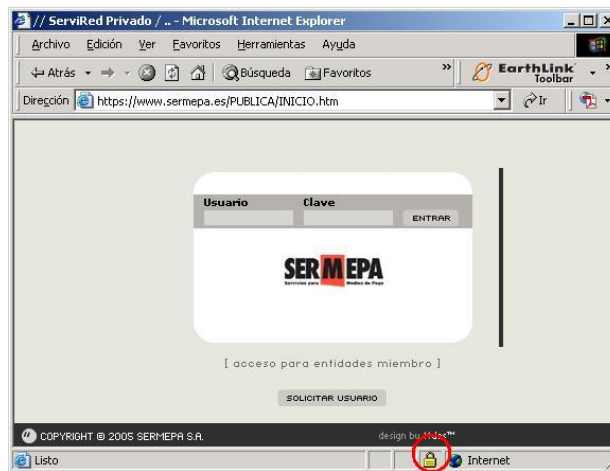 // ServiRed Privado / .. - Microsoft Internet Explorer
Archivo Edición Ver Favoritos Herramientas Ayuda
Atrás Búsqueda Favoritos » EarthLink Toolbar »
Dirección https://www.sermepa.es/PUBLICA/INICIO.htm Ir
Usuario Clave
ENTRAR
SERMEPA
Servicios para Medios de Pago
[ acceso para entidades miembro ]
SOLICITAR USUARIO
COPYRIGHT @ 2005 SERMEPA S.A. design by
Listo Internet